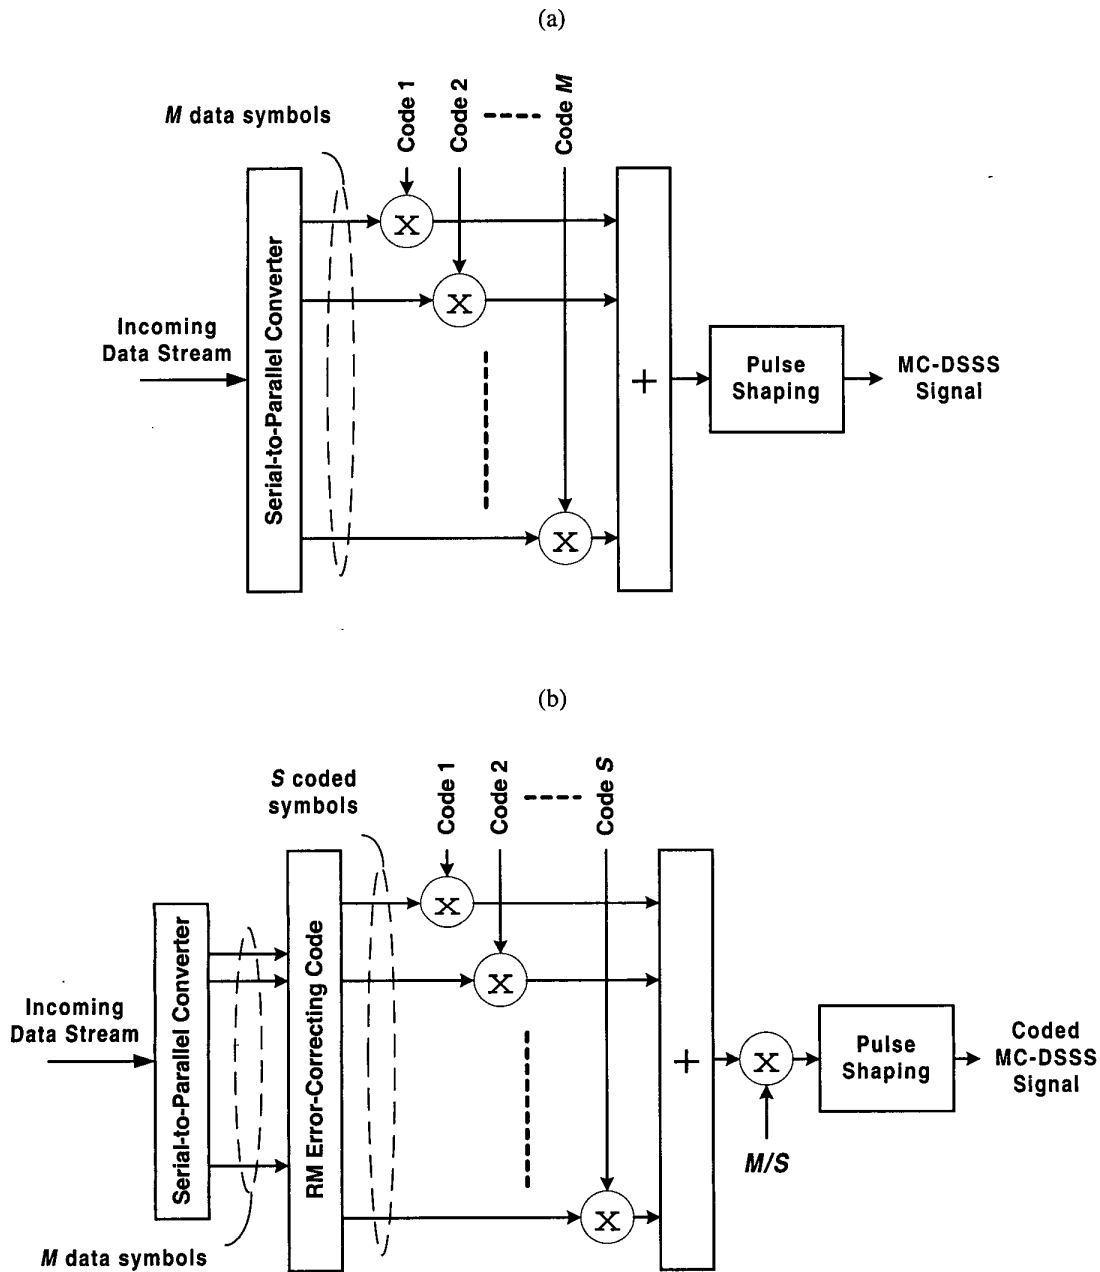 (a)
M data symbols
Code 1
Code 2
Code M
Serial-to-Parallel Converter
X
X
X
Incoming
Data Stream
+
Pulse
Shaping
MC-DSSS
Signal
(b)
S coded
symbols
Code 1
Code 2
Code S
Serial-to-Parallel Converter
RM Error-Correcting Code
X
X
X
Incoming
Data Stream
+
X
M/S
Pulse
Shaping
Coded
MC-DSSS
Signal
M data symbols